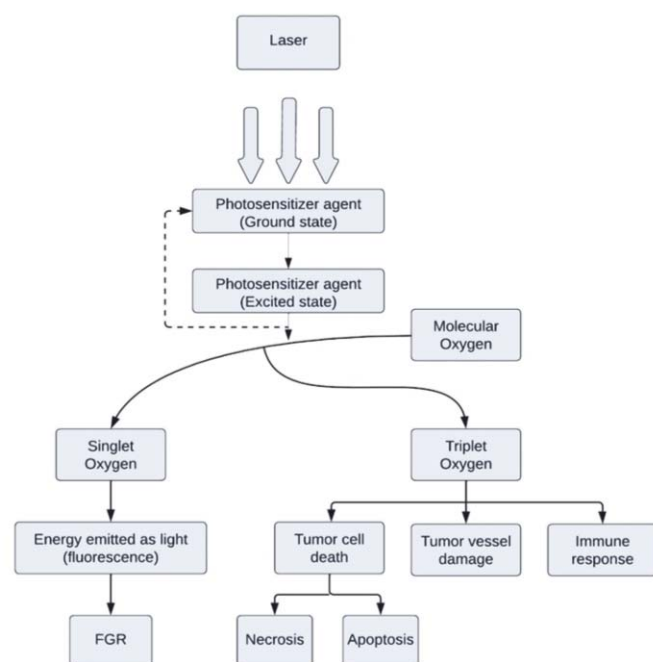 Laser
Photosensitizer agent
(Ground state)
Photosensitizer agent
(Excited state)
Molecular
Oxygen
Singlet
Oxygen
Triplet
Oxygen
Energy emitted as light
(fluorescence)
Tumor cell
death
Tumor vessel
damage
Immune
response
FGR
Necrosis
Apoptosis